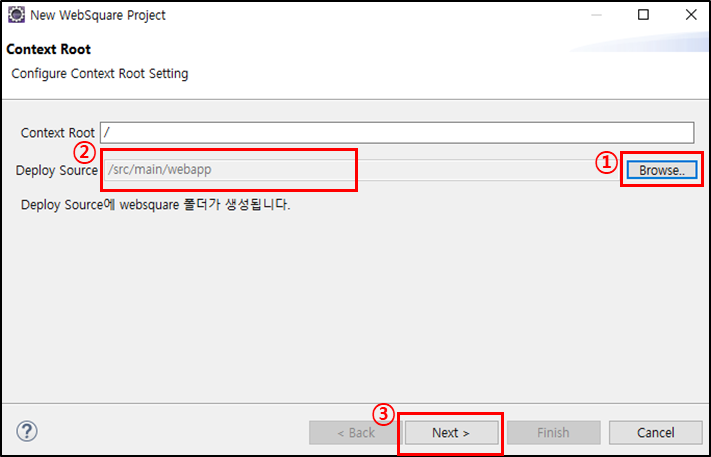 New WebSquare Project
Context Root
Configure Context Root Setting
Context Root /
②
①
Deploy Source /src/main/webapp Browse..
Deploy Source에 websquare 폴더가 생성됩니다.
③
? < Back Next > Finish Cancel